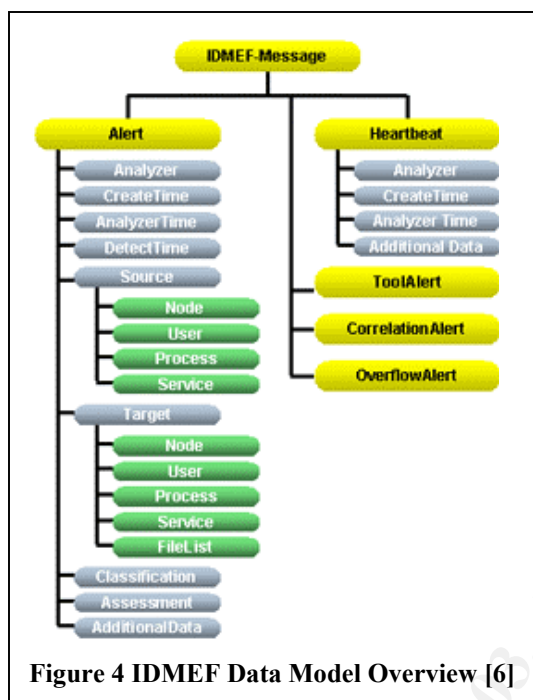 IDMEF-Message
Alert
Analyzer
CreateTime
AnalyzerTime
DetectTime
Source
Node
User
Process
Service
Target
Node
User
Process
Service
FileList
Classification
Assessment
AdditionalData
Heartbeat
Analyzer
CreateTime
Analyzer Time
Additional Data
ToolAlert
CorrelationAlert
OverflowAlert
Figure 4 IDMEF Data Model Overview [6]